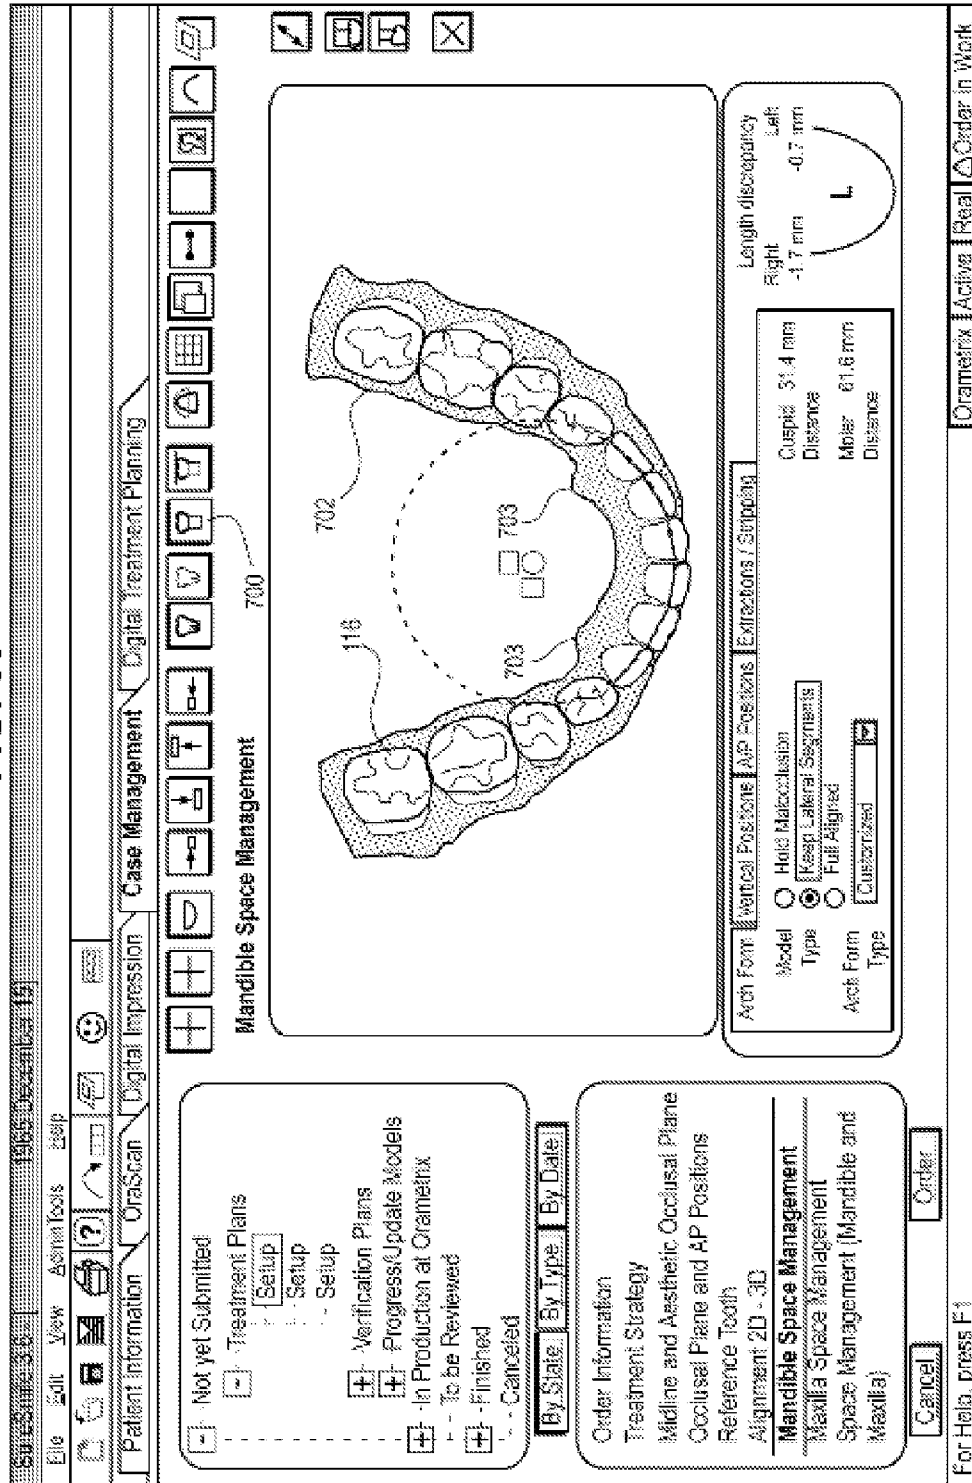 SureSmile 3.6 1965 December 15
File Edit View Admin Tools Help
Patient Information OraScan Digital Impression Case Management Digital Treatment Planning
Not yet Submitted
Treatment Plans
Setup
Setup
Setup
Verification Plans
Progress/Update Models
In Production at Orametrix
To be Reviewed
Finished
Canceled
By State By Type By Date
Order Information
Treatment Strategy
Midline and Aesthetic Occlusal Plane
Occlusal Plane and AP Positions
Reference Tooth
Alignment 2D - 3D
Mandible Space Management
Maxilla Space Management
Space Management (Mandible and
Maxilla)
Cancel Order
Mandible Space Management
700
116
702
703
703
Arch Form Vertical Positions A/P Positions Extractions / Stripping
Model
Type
Hold Malocclusion
Keep Lateral Segments
Full Aligned
Arch Form
Type
Customized
Cuspid 31.4 mm
Distance
Molar 61.6 mm
Distance
Length discrepancy
Right Left
-1.7 mm -0.7 mm
L
For Help, press F1
Orametrix Active Real Order in Work